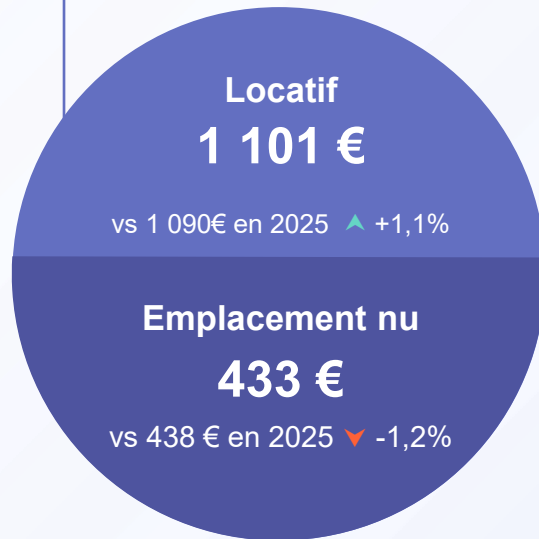 Locatif
1 101 €
vs 1 090€ en 2025 +1,1%
Emplacement nu
433 €
vs 438 € en 2025 -1,2%